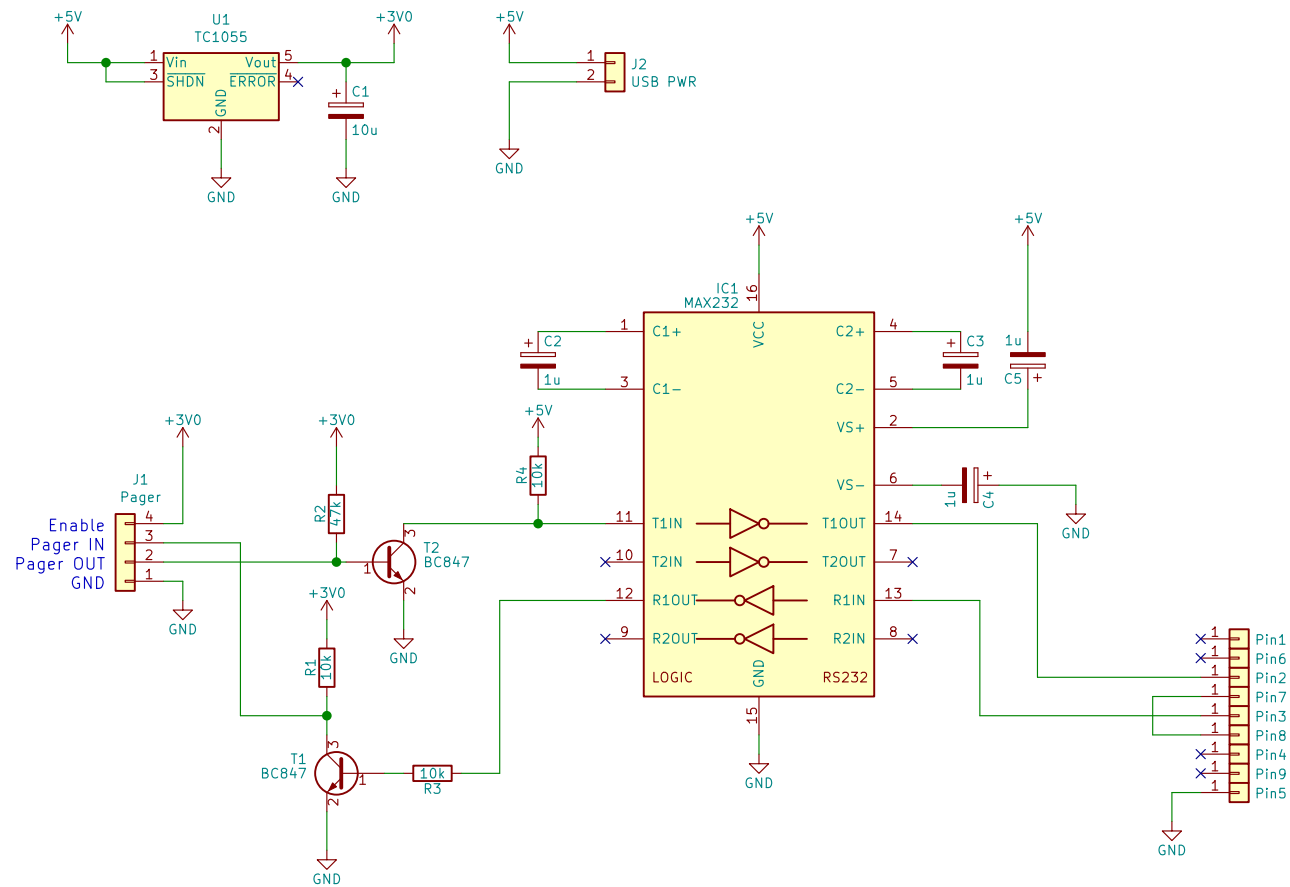 +5V
U1
TC1055
+3V0
1
Vin
Vout
5
3
SHDN
ERROR
4
GND
2
GND
+
C1
10u
GND
+5V
1
2
J2
USB PWR
GND
+5V
+5V
IC1
MAX232
16
VCC
1
C1+
C2+
4
+
C2
1u
3
C1-
C2-
5
+
C3
1u
1u
C5
+
VS+
2
VS-
6
1u
+
C4
GND
+5V
R4
10k
11
T1IN
T1OUT
14
10
T2IN
T2OUT
7
12
R1OUT
R1IN
13
9
R2OUT
R2IN
8
LOGIC
GND
RS232
15
GND
+3V0
+3V0
J1
Pager
Enable
4
Pager IN
3
Pager OUT
2
GND
1
GND
R2
47k
1
3
T2
BC847
2
GND
+3V0
R1
10k
3
T1
BC847
1
2
GND
10k
R3
1
Pin1
1
Pin6
1
Pin2
1
Pin7
1
Pin3
1
Pin8
1
Pin4
1
Pin9
1
Pin5
GND